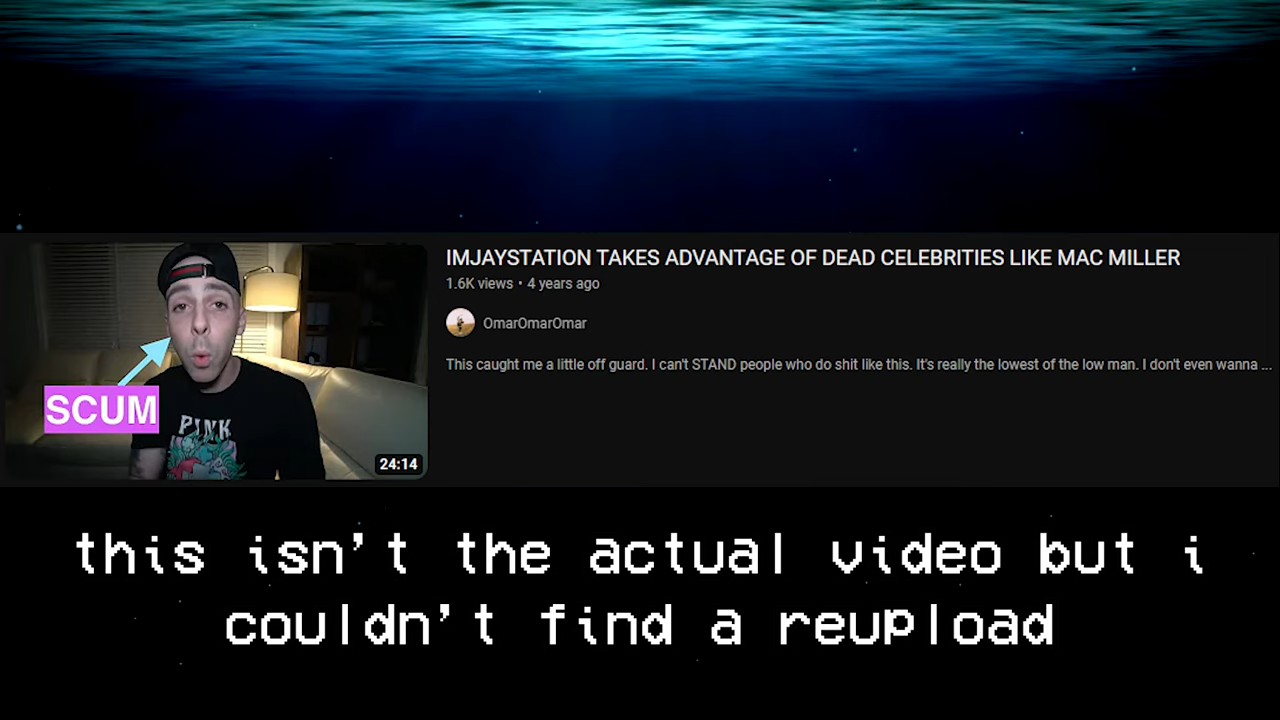 IMJAYSTATION TAKES ADVANTAGE OF DEAD CELEBRITIES LIKE MAC MILLER
1.6K views • 4 years ago
OmarOmarOmar
This caught me a little off guard. I can't STAND people who do shit like this. It's really the lowest of the low man. I don't even wanna ...
SCUM
PINK
24:14
this isn't the actual video but i
couldn't find a reupload